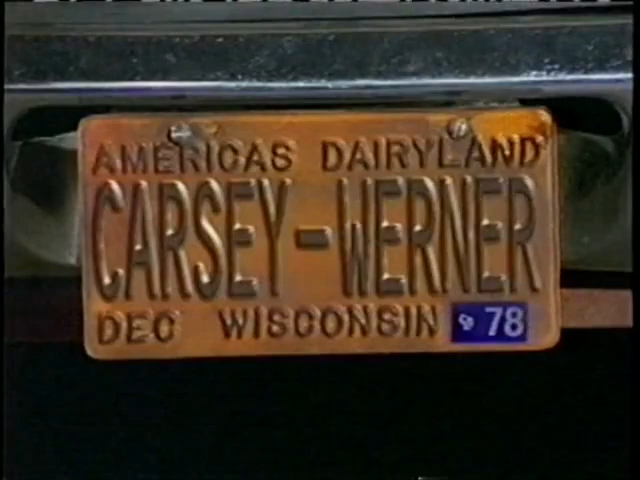 AMERICAS DAIRYLAND
CARSEY-WERNER
DEC WISCONSIN 78